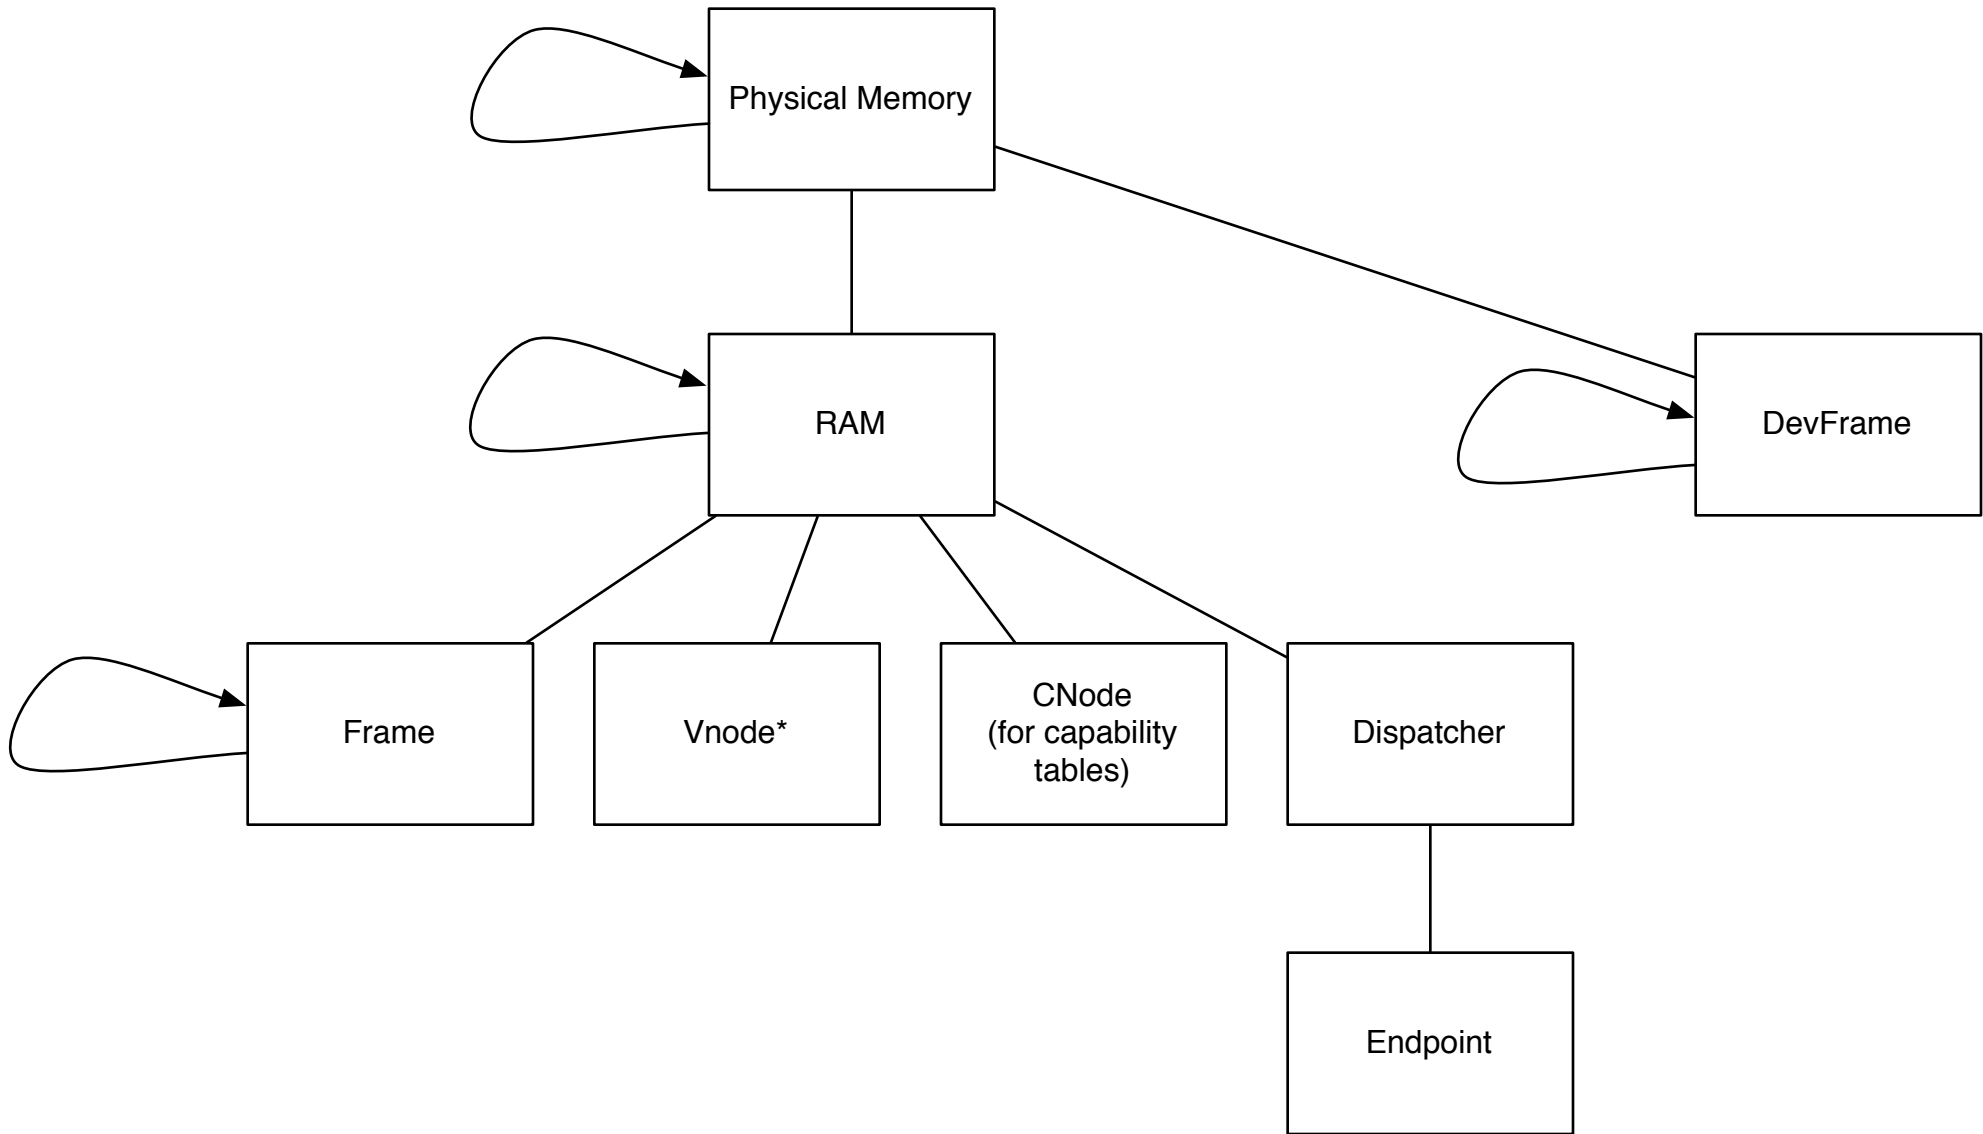 Physical Memory
RAM
DevFrame
Frame
Vnode*
CNode
(for capability
tables)
Dispatcher
Endpoint